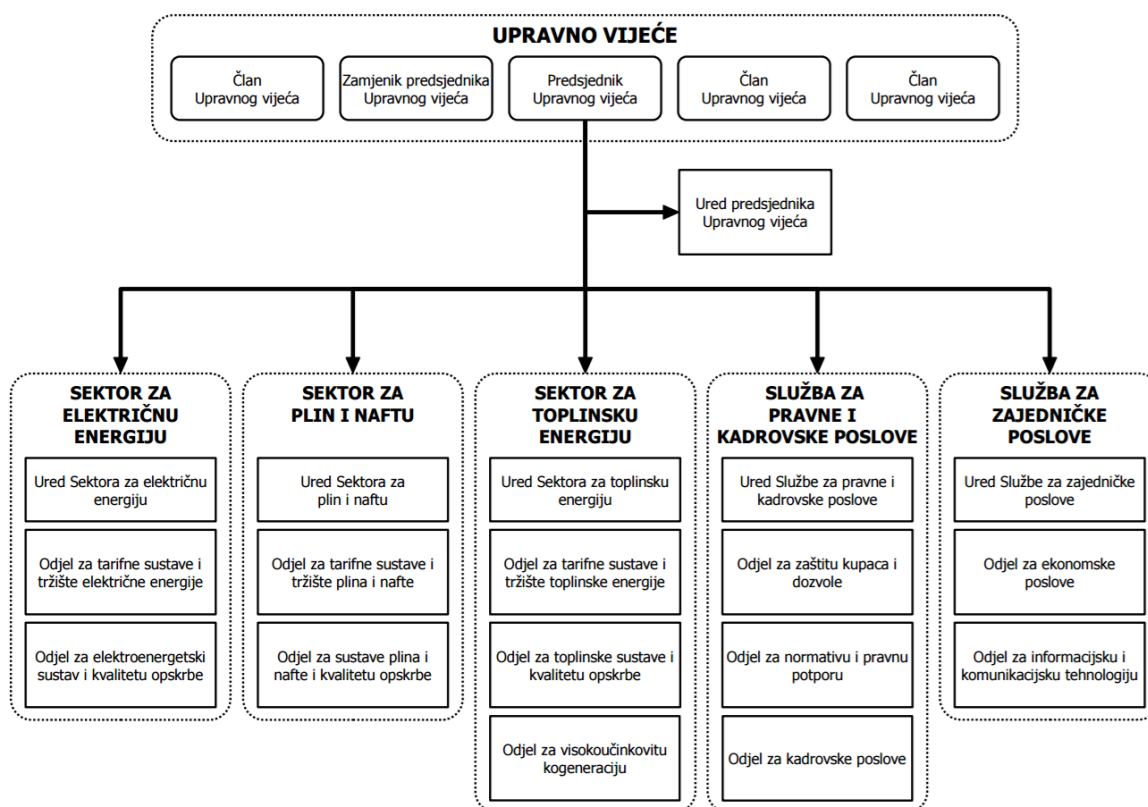 UPRAVNO VIJEĆE
Član
Upravnog vijeća
Zamjenik predsjednika
Upravnog vijeća
Predsjednik
Upravnog vijeća
Član
Upravnog vijeća
Član
Upravnog vijeća
Ured predsjednika
Upravnog vijeća
SEKTOR ZA
ELEKTRIČNU
ENERGIJU
Ured Sektora za električnu
energiju
Odjel za tarifne sustave i
tržište električne energije
Odjel za elektroenergetski
sustav i kvalitetu opskrbe
SEKTOR ZA
PLIN I NAFTU
Ured Sektora za
plin i naftu
Odjel za tarifne sustave i
tržište plina i nafte
Odjel za sustave plina i
nafte i kvalitetu opskrbe
SEKTOR ZA
TOPLINSKU
ENERGIJU
Ured Sektora za toplinsku
energiju
Odjel za tarifne sustave i
tržište toplinske energije
Odjel za toplinske sustave i
kvalitetu opskrbe
Odjel za visokoučinkovitu
kogeneraciju
SLUŽBA ZA
PRAVNE I
KADROVSKE POSLOVE
Ured Službe za pravne i
kadrovske poslove
Odjel za zaštitu kupaca i
dozvole
Odjel za normativu i pravnu
potporu
Odjel za kadrovske poslove
SLUŽBA ZA
ZAJEDNIČKE
POSLOVE
Ured Službe za zajedničke
poslove
Odjel za ekonomske
poslove
Odjel za informacijsku i
komunikacijsku tehnologiju